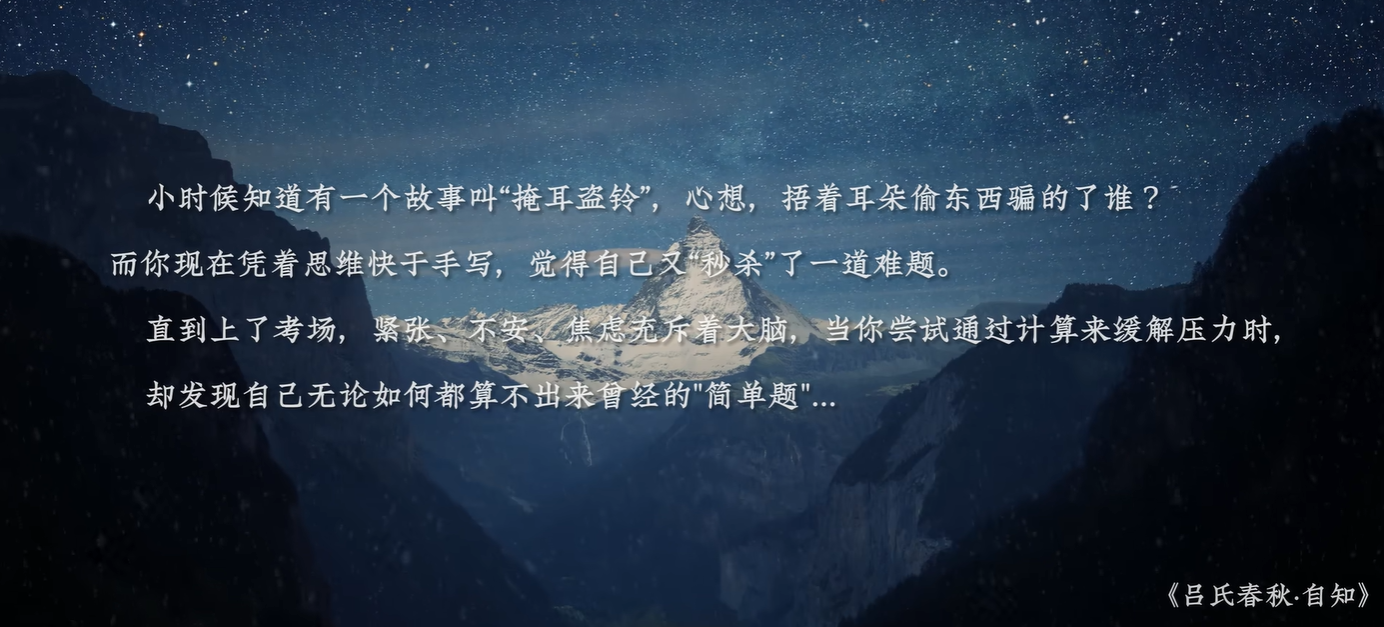 小时候知道有一个故事叫“掩耳盗铃”，心想，捂着耳朵偷东西骗的了谁？
而你现在凭着思维快于手写，觉得自己又“秒杀”了一道难题。
直到上了考场，紧张、不安、焦虑充斥着大脑，当你尝试通过计算来缓解压力时，
却发现自己无论如何都算不出来曾经的"简单题"...
《吕氏春秋·自知》